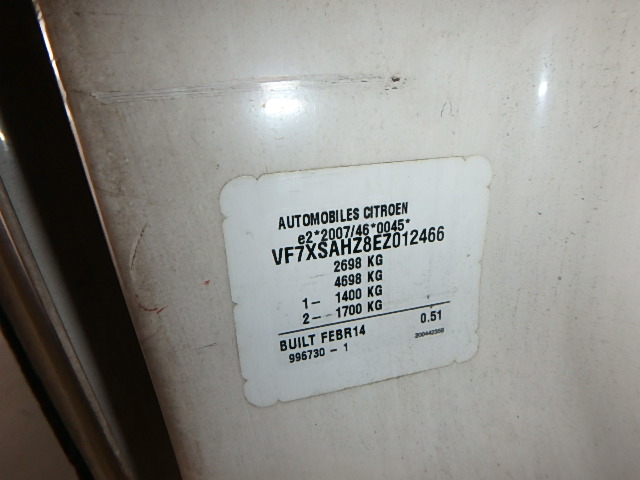 AUTOMOBILES CITROEN
e2*2007/46*0045*
VF7XSAHZ8EZ012466
2698 KG
4698 KG
1- 1400 KG
2- 1700 KG
BUILT FEBR14 0.51
996730 - 1